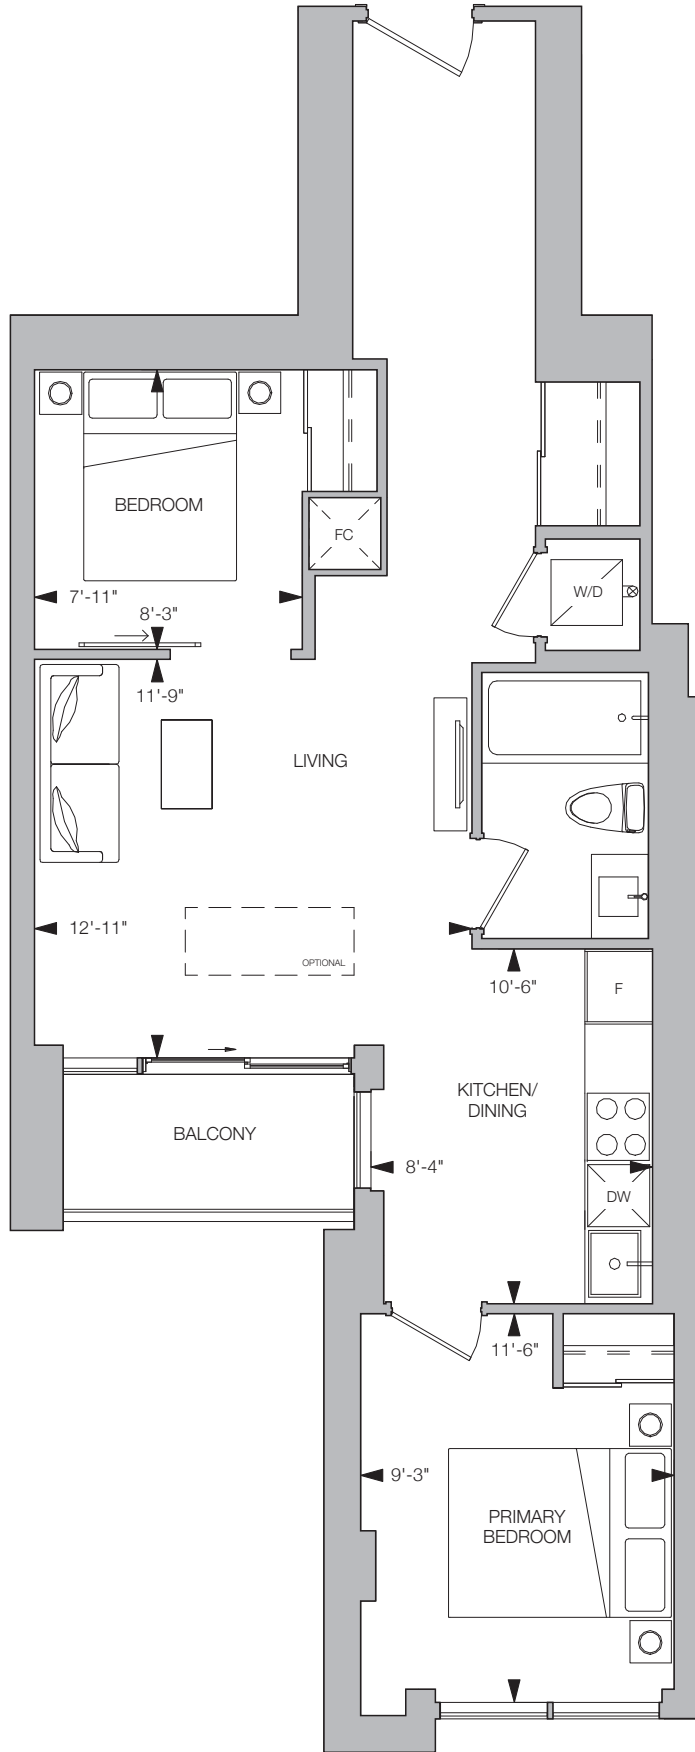 BEDROOM
FC
W/D
7'-11"
8'-3"
11'-9"
LIVING
12'-11"
OPTIONAL
10'-6"
F
KITCHEN/
DINING
BALCONY
8'-4"
DW
11'-6"
9'-3"
PRIMARY
BEDROOM